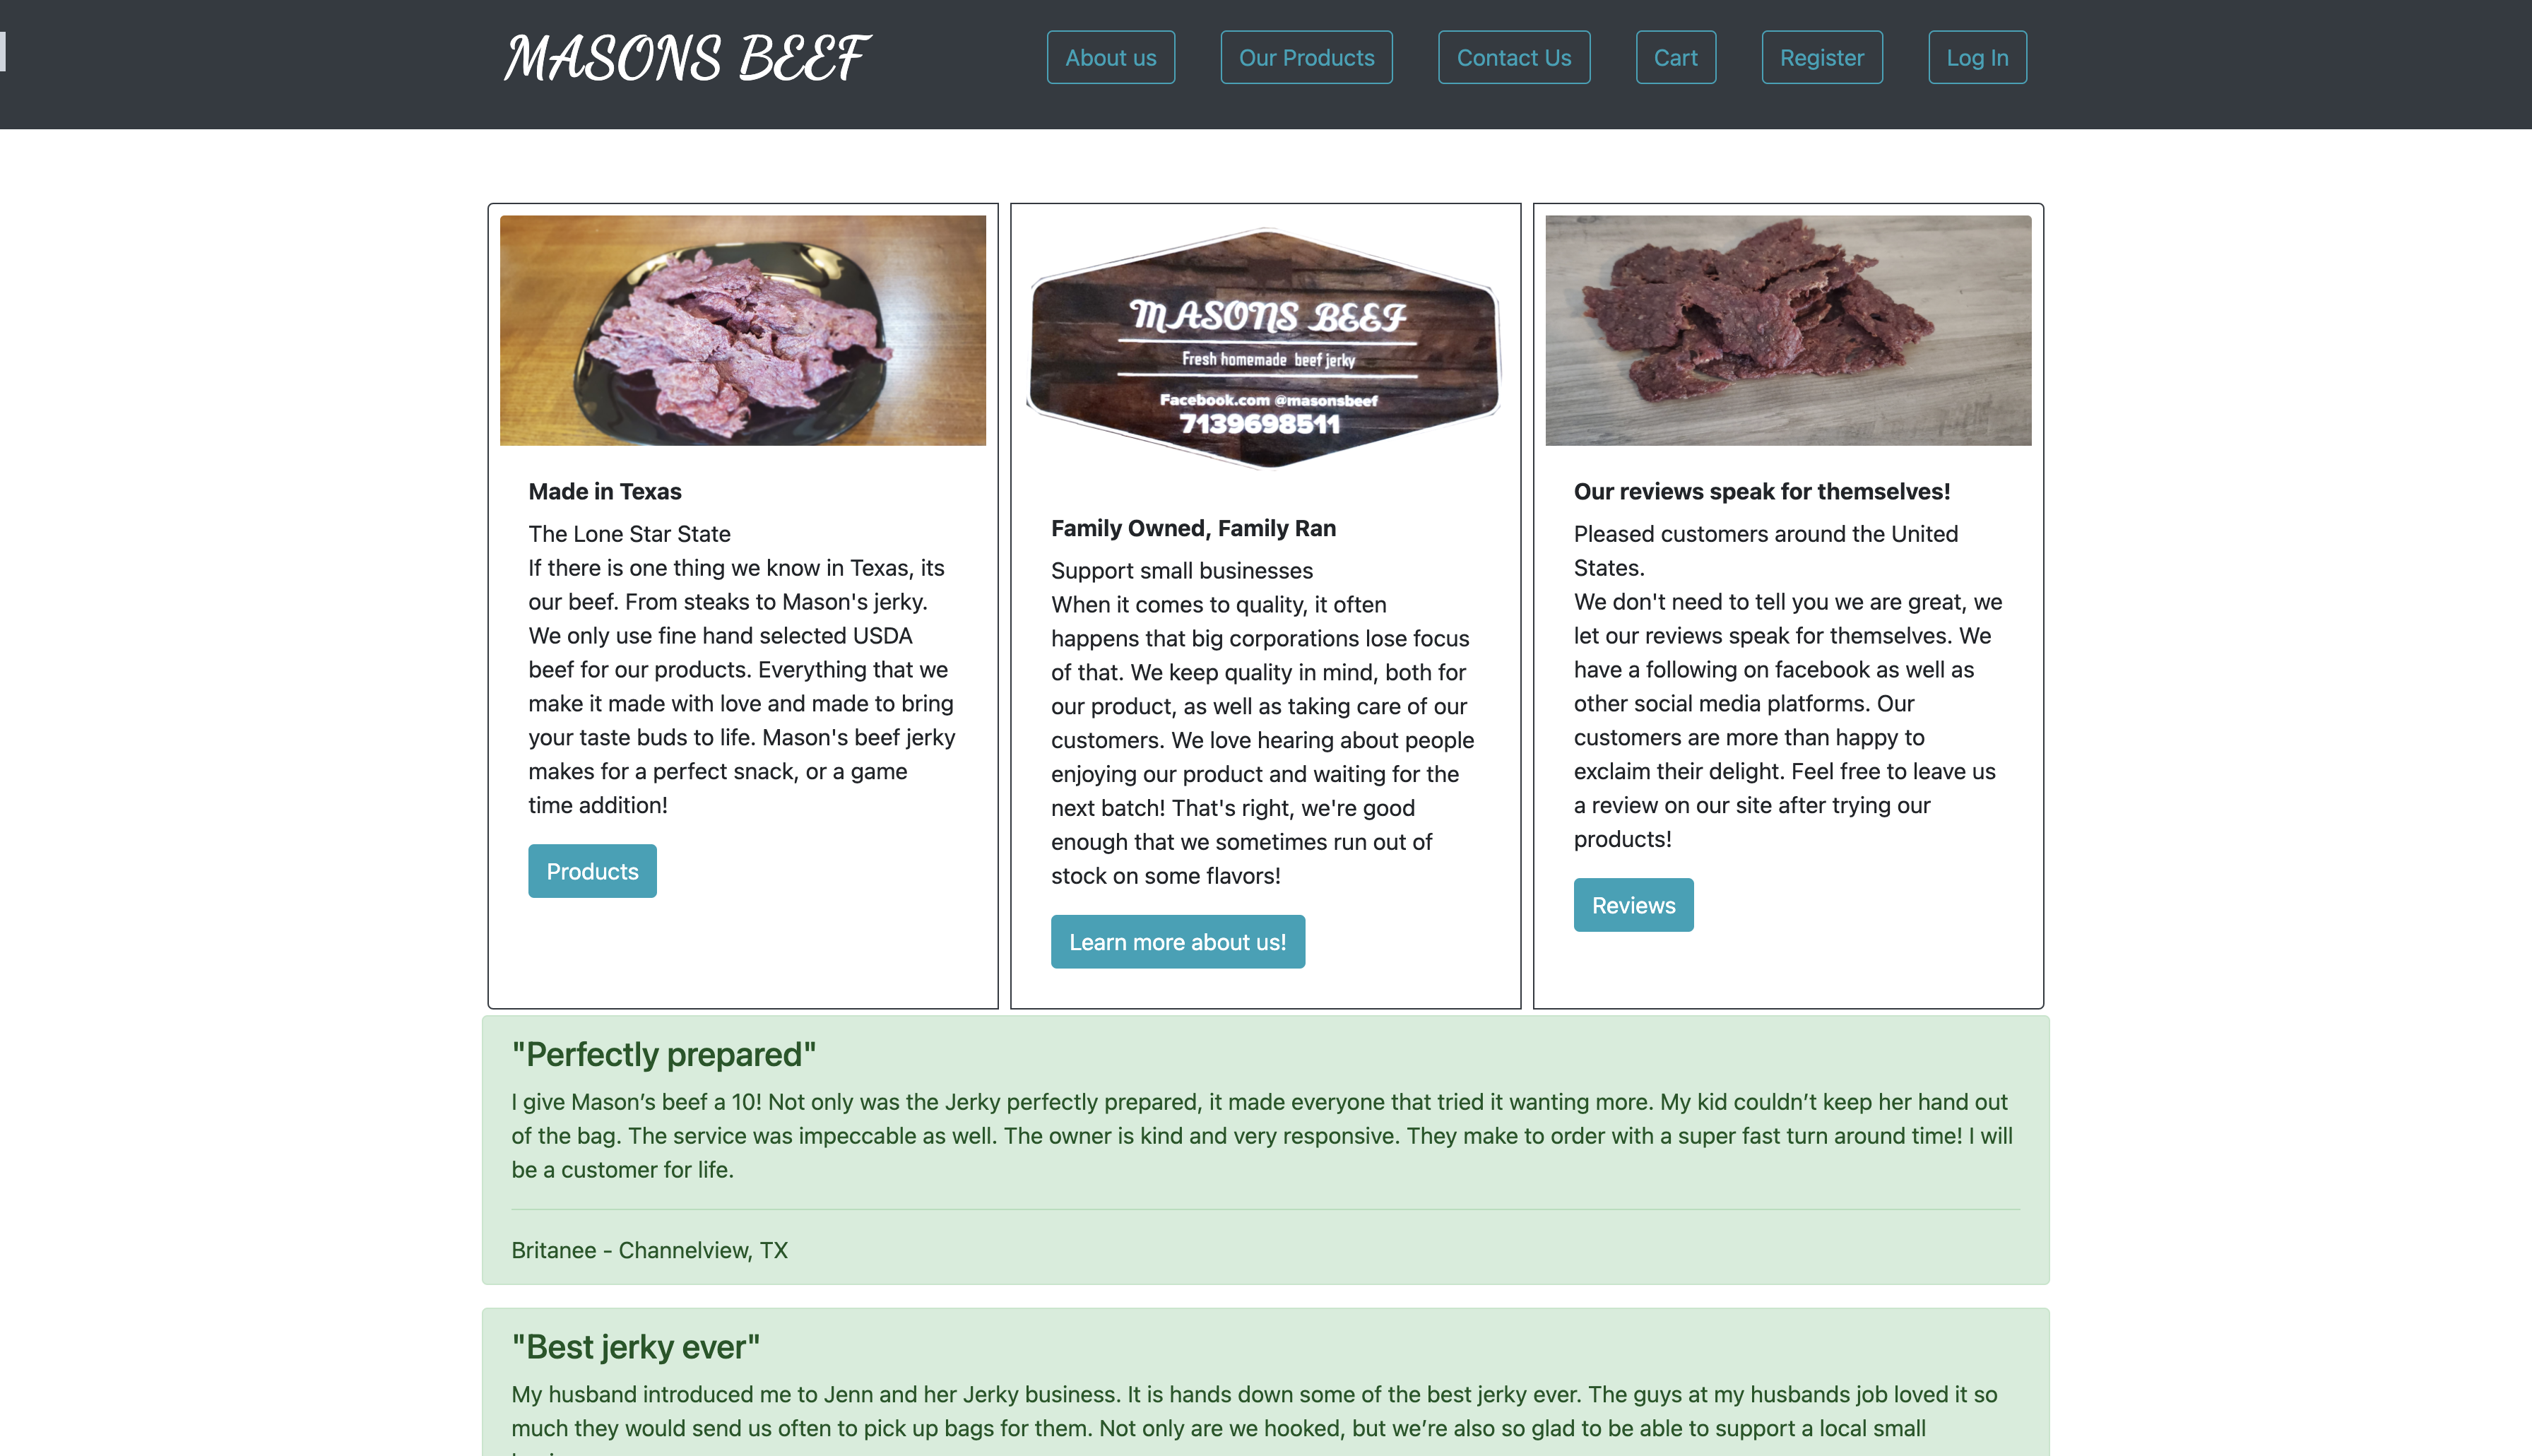 MASONS BEEF
About us
Our Products
Contact Us
Cart
Register
Log In
MASONS BEEF
Fresh homemade beef jerky
Facebook.com @masonsbeef
7139698511
Made in Texas
The Lone Star State
If there is one thing we know in Texas, its
our beef. From steaks to Mason's jerky.
We only use fine hand selected USDA
beef for our products. Everything that we
make it made with love and made to bring
your taste buds to life. Mason's beef jerky
makes for a perfect snack, or a game
time addition!
Products
Family Owned, Family Ran
Support small businesses
When it comes to quality, it often
happens that big corporations lose focus
of that. We keep quality in mind, both for
our product, as well as taking care of our
customers. We love hearing about people
enjoying our product and waiting for the
next batch! That's right, we're good
enough that we sometimes run out of
stock on some flavors!
Learn more about us!
Our reviews speak for themselves!
Pleased customers around the United
States.
We don't need to tell you we are great, we
let our reviews speak for themselves. We
have a following on facebook as well as
other social media platforms. Our
customers are more than happy to
exclaim their delight. Feel free to leave us
a review on our site after trying our
products!
Reviews
"Perfectly prepared"
I give Mason’s beef a 10! Not only was the Jerky perfectly prepared, it made everyone that tried it wanting more. My kid couldn’t keep her hand out
of the bag. The service was impeccable as well. The owner is kind and very responsive. They make to order with a super fast turn around time! I will
be a customer for life.
Britanee - Channelview, TX
"Best jerky ever"
My husband introduced me to Jenn and her Jerky business. It is hands down some of the best jerky ever. The guys at my husbands job loved it so
much they would send us often to pick up bags for them. Not only are we hooked, but we’re also so glad to be able to support a local small